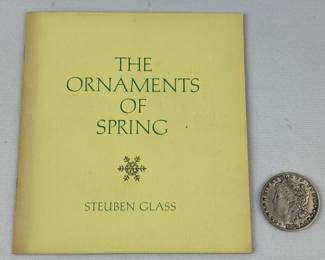 THE
ORNAMENTS
OF
SPRING
STEUBEN GLASS